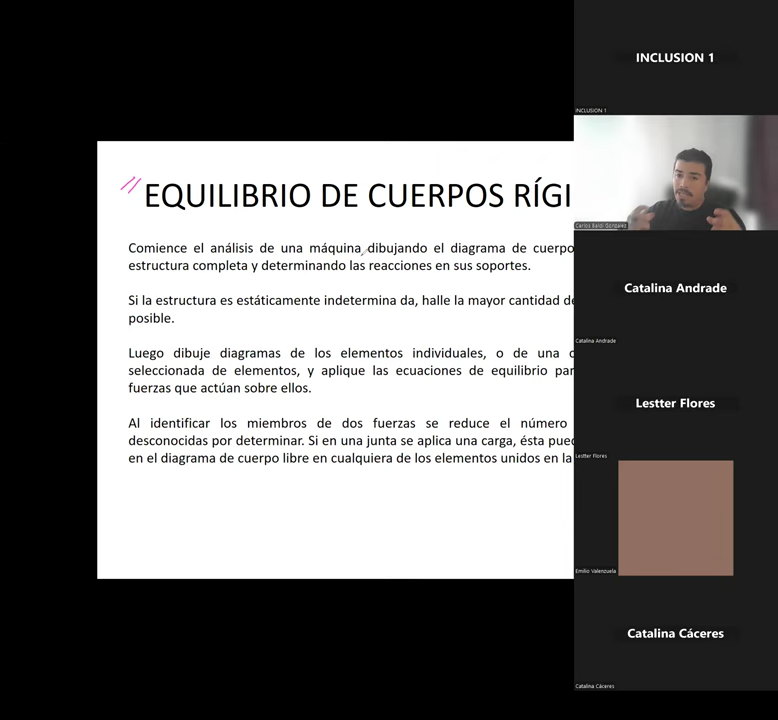 INCLUSION 1
INCLUSION 1
EQUILIBRIO DE CUERPOS RÍGI
Comience el análisis de una máquina dibujando el diagrama de cuerpo
estructura completa y determinando las reacciones en sus soportes.
Si la estructura es estáticamente indetermina da, halle la mayor cantidad de
posible.
Luego dibuje diagramas de los elementos individuales, o de una
seleccionada de elementos, y aplique las ecuaciones de equilibrio par
fuerzas que actúan sobre ellos.
Al identificar los miembros de dos fuerzas se reduce el número
desconocidas por determinar. Si en una junta se aplica una carga, ésta pued
en el diagrama de cuerpo libre en cualquiera de los elementos unidos en la
Carlos Baldi Gonzalez
Catalina Andrade
Catalina Andrade
Lestter Flores
Lestter Flores
Emilio Valenzuela
Catalina Cáceres
Catalina Cáceres